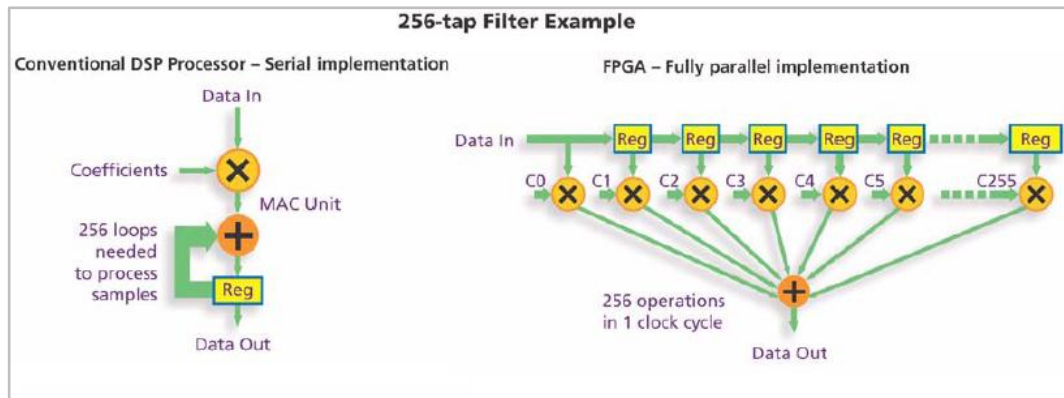 256-tap Filter Example
Conventional DSP Processor – Serial implementation
Data In
Coefficients
MAC Unit
256 loops
needed
to process
samples
Reg
Data Out
FPGA – Fully parallel implementation
Data In
Reg Reg Reg Reg Reg Reg
C0 C1 C2 C3 C4 C5 C255
256 operations
in 1 clock cycle
Data Out